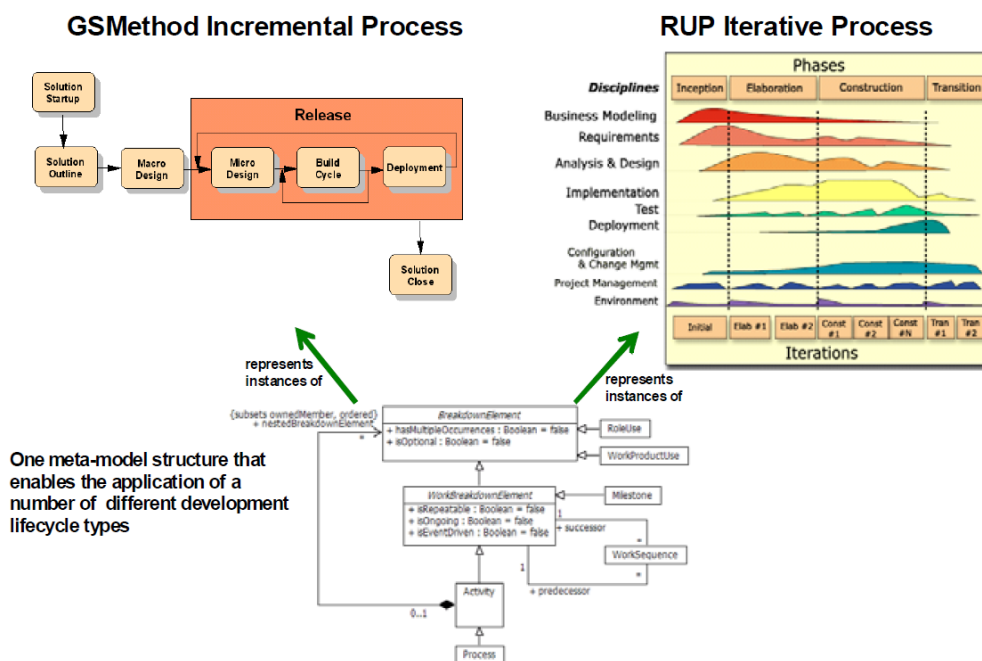 GSMethod Incremental Process
RUP Iterative Process
Solution
Startup
Solution
Outline
Macro
Design
Release
Micro
Design
Build
Cycle
Deployment
Solution
Close
Phases
Disciplines
Inception
Elaboration
Construction
Transition
Business Modeling
Requirements
Analysis & Design
Implementation
Test
Deployment
Configuration
& Change Mgmt
Project Management
Environment
Initial
Elab #1
Elab #2
Const
#1
Const
#2
Const
#N
Tran
#1
Tran
#2
Iterations
represents
instances of
represents
instances of
One meta-model structure that
enables the application of a
number of different development
lifecycle types
{subsets ownedMember, ordered}
+ nestedBreakdownElement
*
BreakdownElement
+ hasMultipleOccurrences : Boolean = false
+ isOptional : Boolean = false
RoleUse
WorkProductUse
WorkBreakdownElement
+ isRepeatable : Boolean = false
+ isOngoing : Boolean = false
+ isEventDriven : Boolean = false
Milestone
1
+ successor
*
WorkSequence
*
1
+ predecessor
Activity
0..1
Process